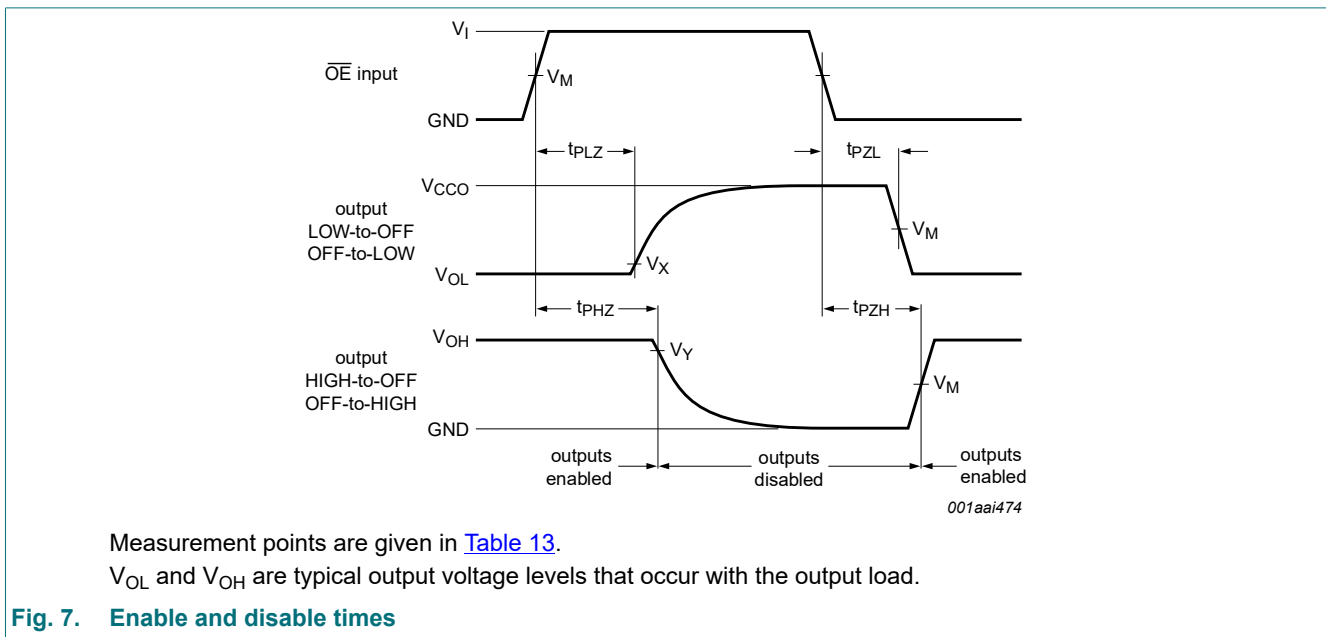 V_I
OE input
V_M
GND
t_PLZ
t_PZL
V_CCO
output
LOW-to-OFF
OFF-to-LOW
V_M
V_X
V_OL
t_PHZ
t_PZH
V_OH
output
HIGH-to-OFF
OFF-to-HIGH
V_Y
V_M
GND
outputs
enabled
outputs
disabled
outputs
enabled
001aai474
Measurement points are given in Table 13.
V_OL and V_OH are typical output voltage levels that occur with the output load.
Fig. 7. Enable and disable times